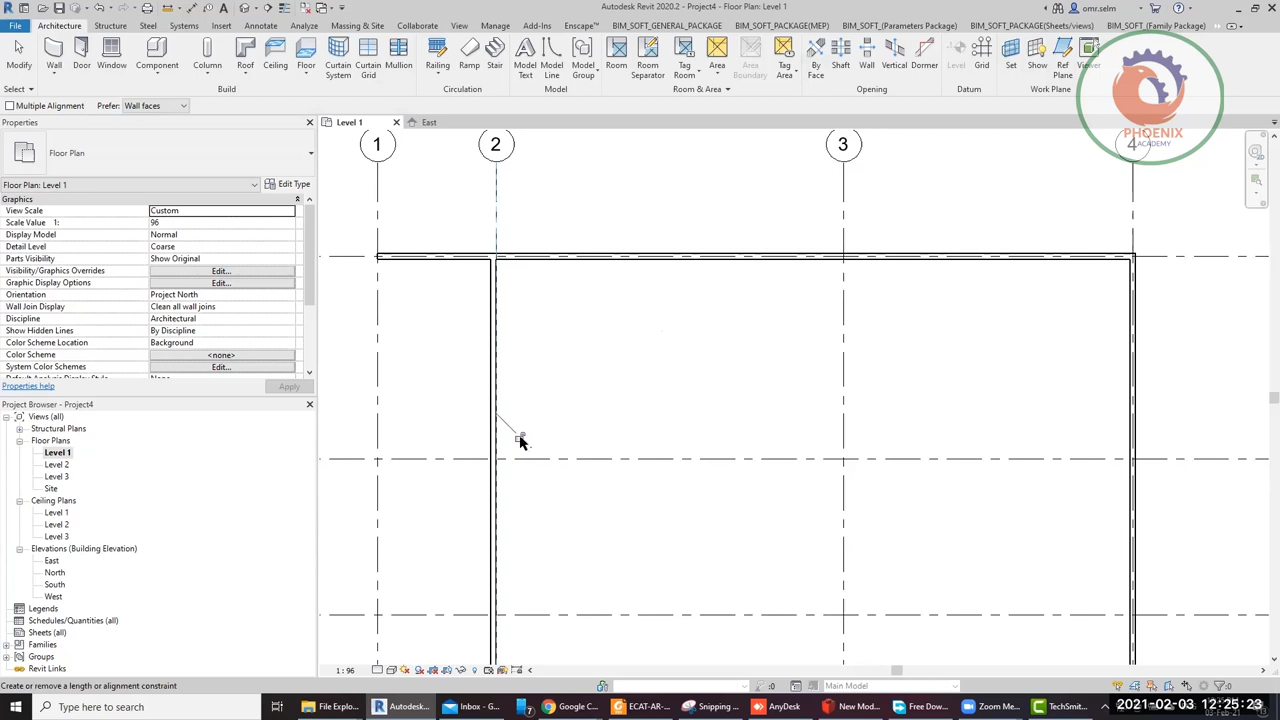 Autodesk Revit 2020.2 - Project4 - Floor Plan: Level 1
omr.selm
File Architecture Structure Steel Systems Insert Annotate Analyze Massing & Site Collaborate View Manage Add-Ins Enscape™ BIM_SOFT_GENERAL_PACKAG BIM_SOFT_PACKAGE(MEP) BIM_SOFT_(Parameters Package) BIM_SOFT_PACKAGE(Sheets/views) BIM_SOFT (Family Package)
Modify Wall Door Window Component Column Roof Ceiling Floor Curtain System Curtain Grid Mullion Railing Ramp Stair Model Text Model Line Model Group Room Room Separator Tag Room Area Area Boundary Tag Area By Face Shaft Wall Vertical Dormer Level Grid Set Show Ref Plane Viewer
Select Build Circulation Model Room & Area Opening Datum Work Plane
Multiple Alignment Prefer: Wall faces
PHOENIX
ACADEMY
Properties
Level 1 East
Floor Plan
1 2 3 4
Floor Plan: Level 1 Edit Type
Graphics
View Scale Custom
Scale Value 1: 96
Display Model Normal
Detail Level Coarse
Parts Visibility Show Original
Visibility/Graphics Overrides Edit...
Graphic Display Options Edit...
Orientation Project North
Wall Join Display Clean all wall joins
Discipline Architectural
Show Hidden Lines By Discipline
Color Scheme Location Background
Color Scheme <none>
System Color Schemes Edit...
Properties help Apply
Project Browser - Project4
Views (all)
Structural Plans
Floor Plans
Level 1
Level 2
Level 3
Site
Ceiling Plans
Level 1
Level 2
Level 3
Elevations (Building Elevation)
East
North
South
West
Legends
Schedules/Quantities (all)
Sheets (all)
Families
Groups
Revit Links
1 : 96
Create or remove a length or alignment constraint
:0 Main Model :0
Type here to search
File Explo... Autodes... Inbox - G... Google C... ECAT-AR-... Snipping ... AnyDesk New Mod... Free Dow... Zoom Me... TechSmit...
2021-02-03 12:25:23